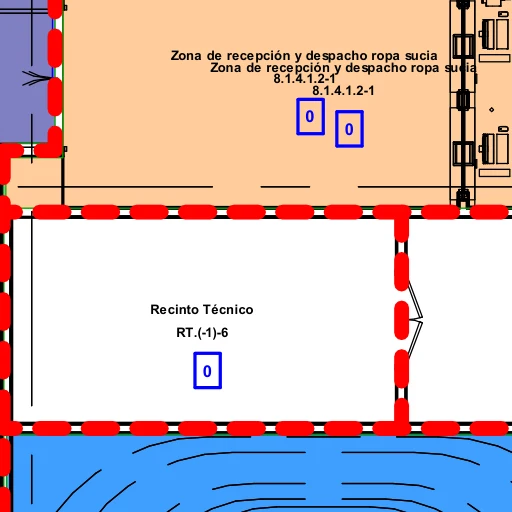 Zona de recepción y despacho ropa sucia
Zona de recepción y despacho ropa sucia
8.1.4.1.2-1
8.1.4.1.2-1
0
0
Recinto Técnico
RT.(-1)-6
0